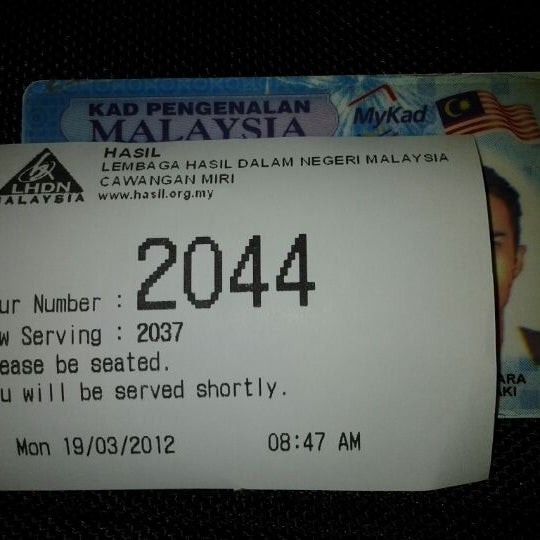 KAD PENGENALAN
MALAYSIA
MyKad
HASIL
LEMBAGA HASIL DALAM NEGERI MALAYSIA
CAWANGAN MIRI
www.hasil.org.my
LHDN
MALAYSIA
ur Number : 2044
w Serving : 2037
ease be seated.
u will be served shortly.
Mon 19/03/2012 08:47 AM
ARA
AKI